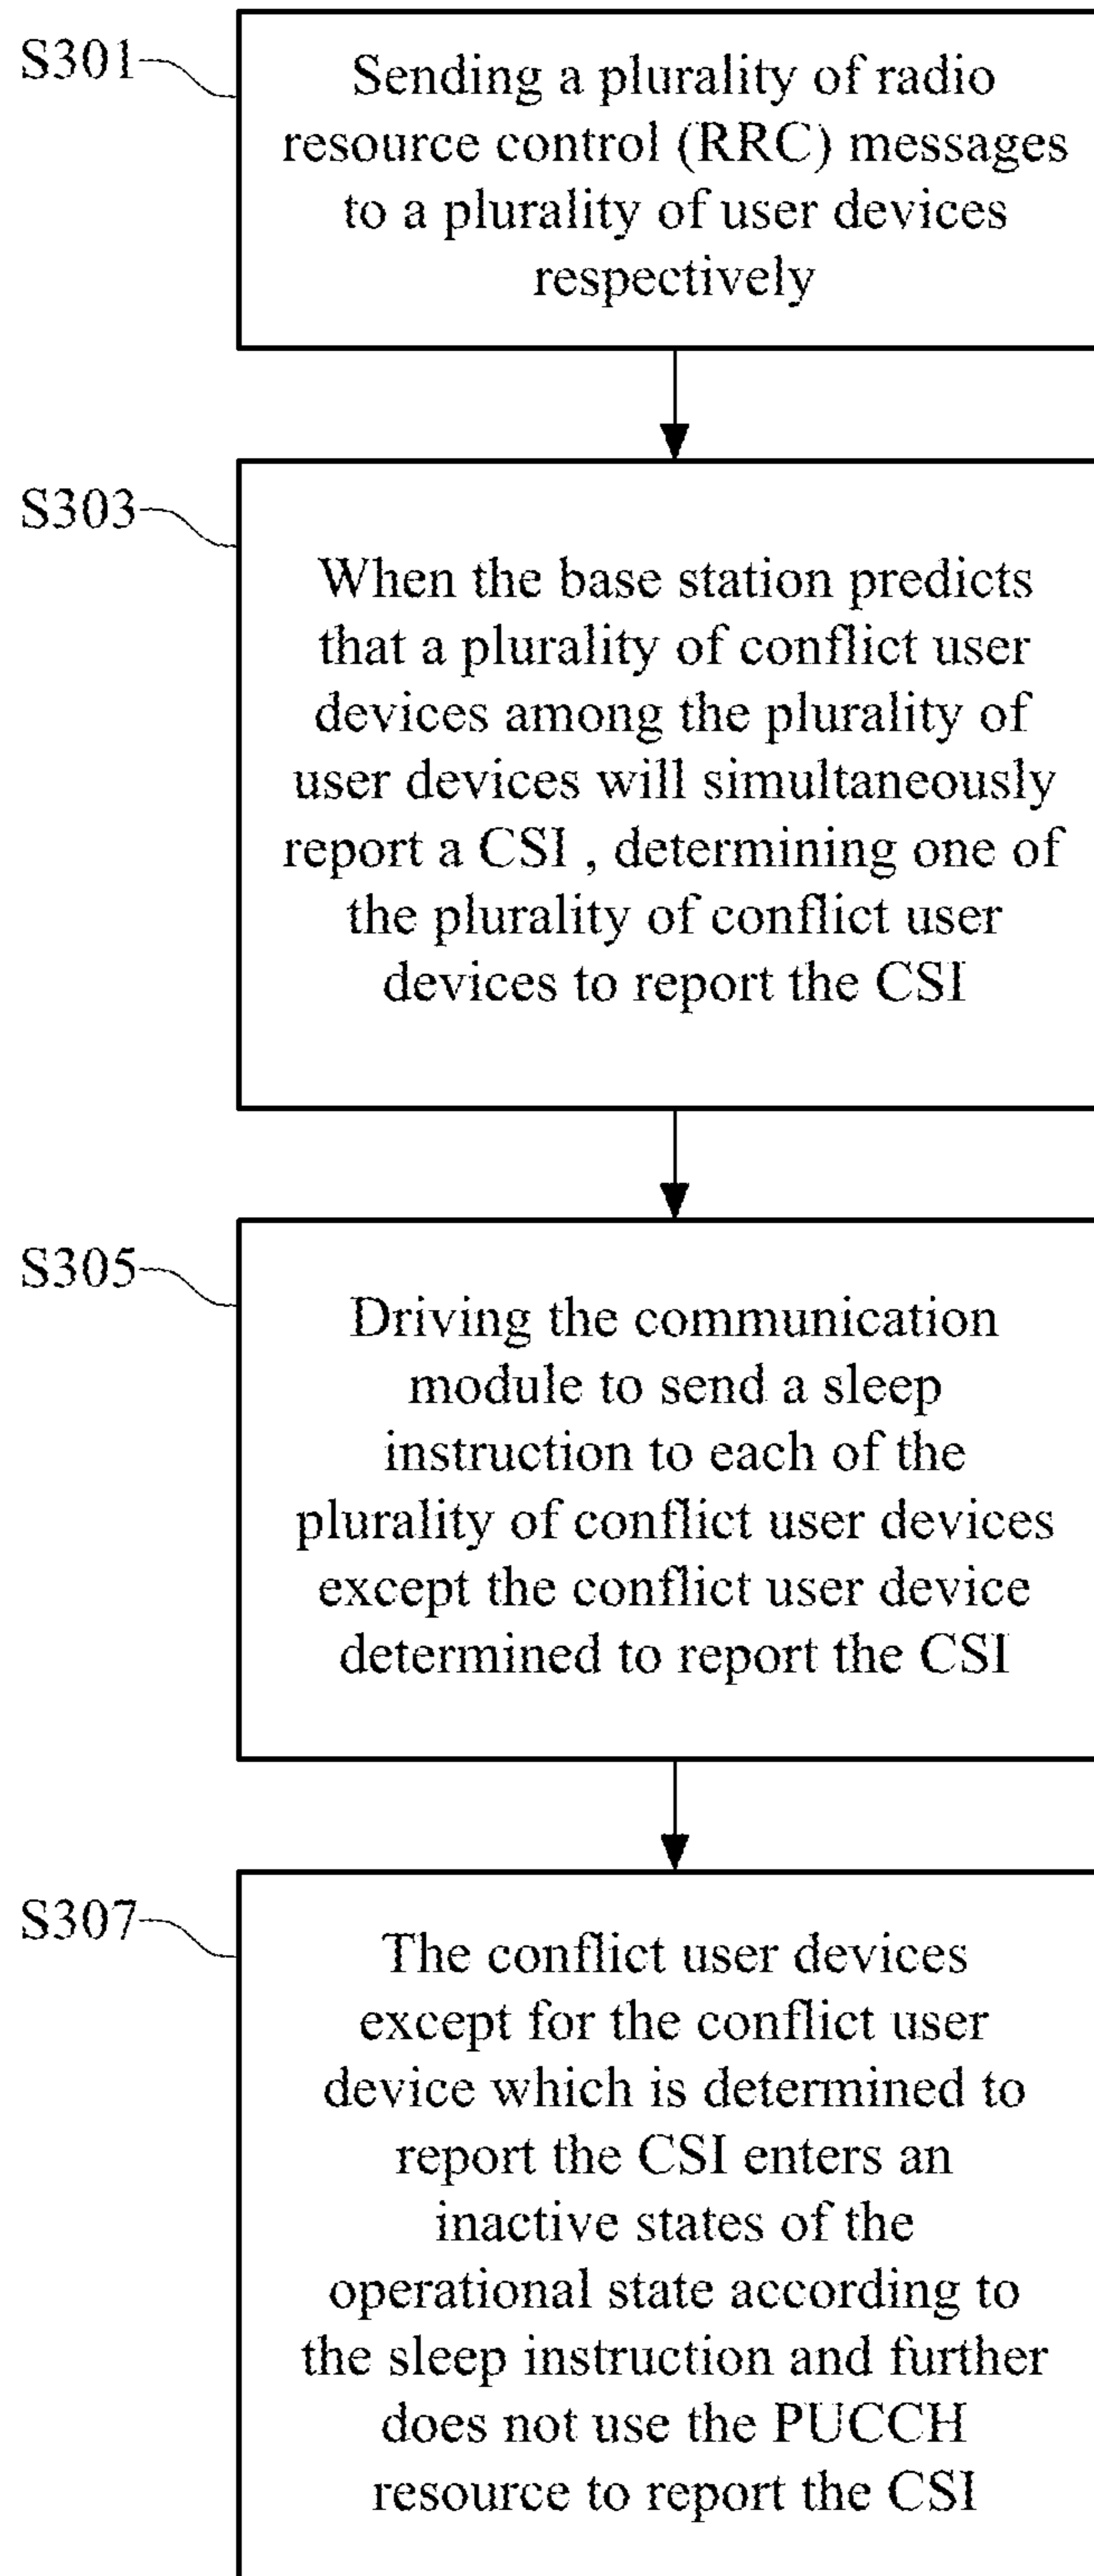 S301
Sending a plurality of radio
resource control (RRC) messages
to a plurality of user devices
respectively
S303
When the base station predicts
that a plurality of conflict user
devices among the plurality of
user devices will simultaneously
report a CSI , determining one of
the plurality of conflict user
devices to report the CSI
S305
Driving the communication
module to send a sleep
instruction to each of the
plurality of conflict user devices
except the conflict user device
determined to report the CSI
S307
The conflict user devices
except for the conflict user
device which is determined to
report the CSI enters an
inactive states of the
operational state according to
the sleep instruction and further
does not use the PUCCH
resource to report the CSI